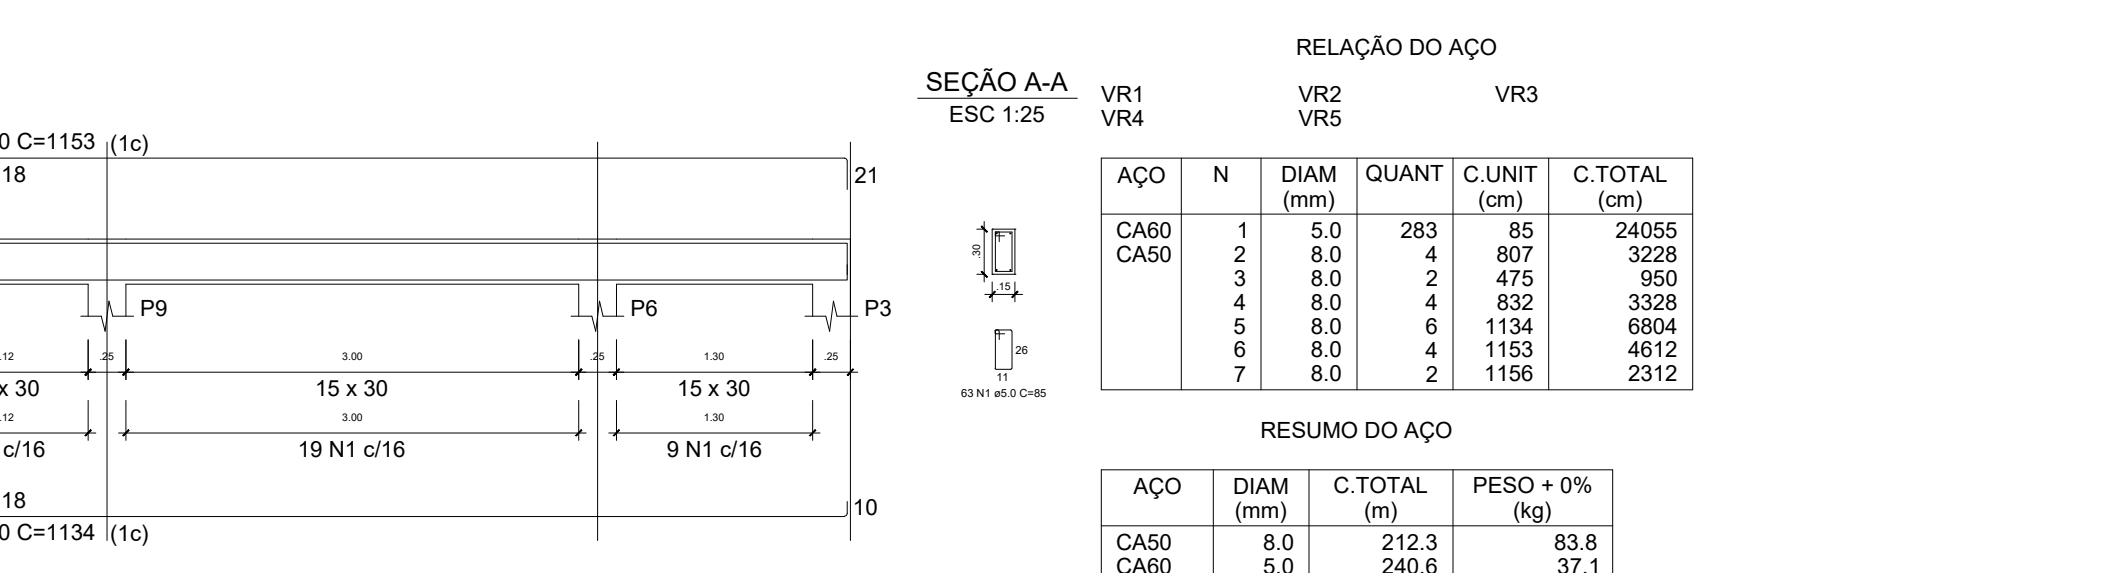 0 C=1153 (1c)
18
21
P9
P6
P3
.12
.25
3.00
.25
1.30
.25
x 30
15 x 30
15 x 30
.12
3.00
1.30
c/16
19 N1 c/16
9 N1 c/16
18
10
0 C=1134 (1c)
SEÇÃO A-A
ESC 1:25
.30
.15
26
11
63 N1 ø5.0 C=85
RELAÇÃO DO AÇO
VR1 VR2 VR3
VR4 VR5
AÇO N DIAM QUANT C.UNIT C.TOTAL
(mm) (cm) (cm)
CA60 1 5.0 283 85 24055
CA50 2 8.0 4 807 3228
3 8.0 2 475 950
4 8.0 4 832 3328
5 8.0 6 1134 6804
6 8.0 4 1153 4612
7 8.0 2 1156 2312
RESUMO DO AÇO
AÇO DIAM C.TOTAL PESO + 0%
(mm) (m) (kg)
CA50 8.0 212.3 83.8
CA60 5.0 240.6 37.1